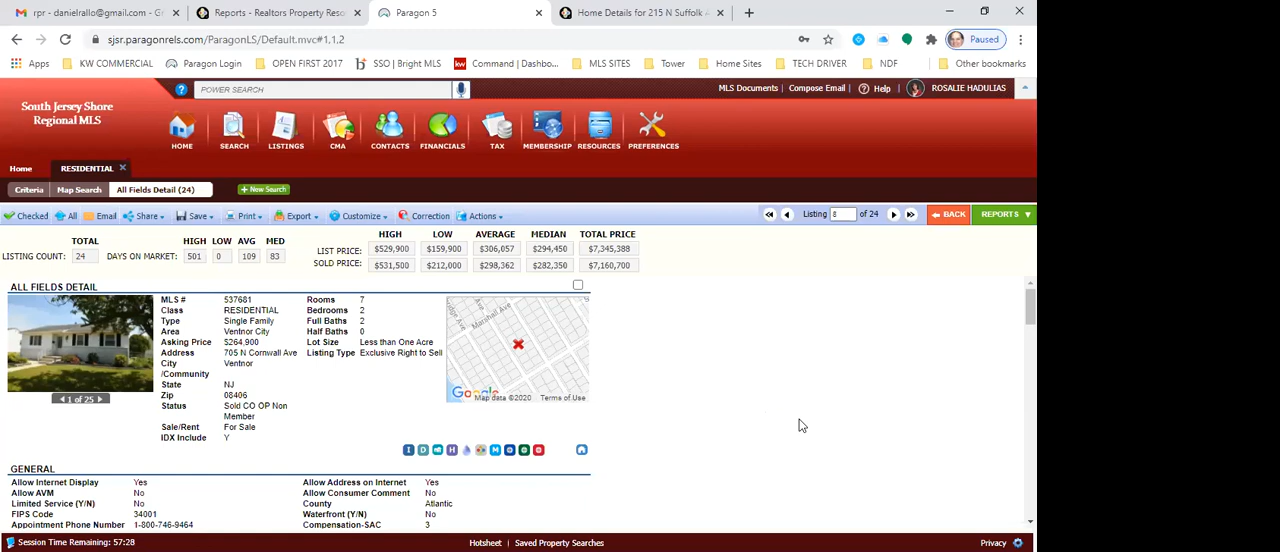 rpr - danielrallo@gmail.com - Gr
Reports - Realtors Property Reso
Paragon 5
Home Details for 215 N Suffolk A
sjsr.paragonrels.com/ParagonLS/Default.mvc#1,1,2
Paused
Apps
KW COMMERCIAL
Paragon Login
OPEN FIRST 2017
SSO | Bright MLS
Command | Dashbo...
MLS SITES
Tower
Home Sites
TECH DRIVER
NDF
Other bookmarks
South Jersey Shore
Regional MLS
POWER SEARCH
MLS Documents
Compose Email
Help
ROSALIE HADULIAS
HOME
SEARCH
LISTINGS
CMA
CONTACTS
FINANCIALS
TAX
MEMBERSHIP
RESOURCES
PREFERENCES
Home
RESIDENTIAL
Criteria
Map Search
All Fields Detail (24)
+ New Search
Checked
All
Email
Share
Save
Print
Export
Customize
Correction
Actions
Listing 8 of 24
BACK
REPORTS
TOTAL HIGH LOW AVG MED
LISTING COUNT: 24 DAYS ON MARKET: 501 0 109 83
HIGH LOW AVERAGE MEDIAN TOTAL PRICE
LIST PRICE: $529,900 $159,900 $306,057 $294,450 $7,345,388
SOLD PRICE: $531,500 $212,000 $298,362 $282,350 $7,160,700
ALL FIELDS DETAIL
1 of 25
MLS # 537681
Class RESIDENTIAL
Type Single Family
Area Ventnor City
Asking Price $264,900
Address 705 N Cornwall Ave
City Ventnor
/Community
State NJ
Zip 08406
Status Sold CO OP Non
Member
Sale/Rent For Sale
IDX Include Y
Rooms 7
Bedrooms 2
Full Baths 2
Half Baths 0
Lot Size Less than One Acre
Listing Type Exclusive Right to Sell
Marshall Ave
Google
Map data ©2020 Terms of Use
I D H M
GENERAL
Allow Internet Display Yes Allow Address on Internet Yes
Allow AVM No Allow Consumer Comment No
Limited Service (Y/N) No County Atlantic
FIPS Code 34001 Waterfront (Y/N) No
Appointment Phone Number 1-800-746-9464 Compensation-SAC 3
Session Time Remaining: 57:28
Hotsheet | Saved Property Searches
Privacy